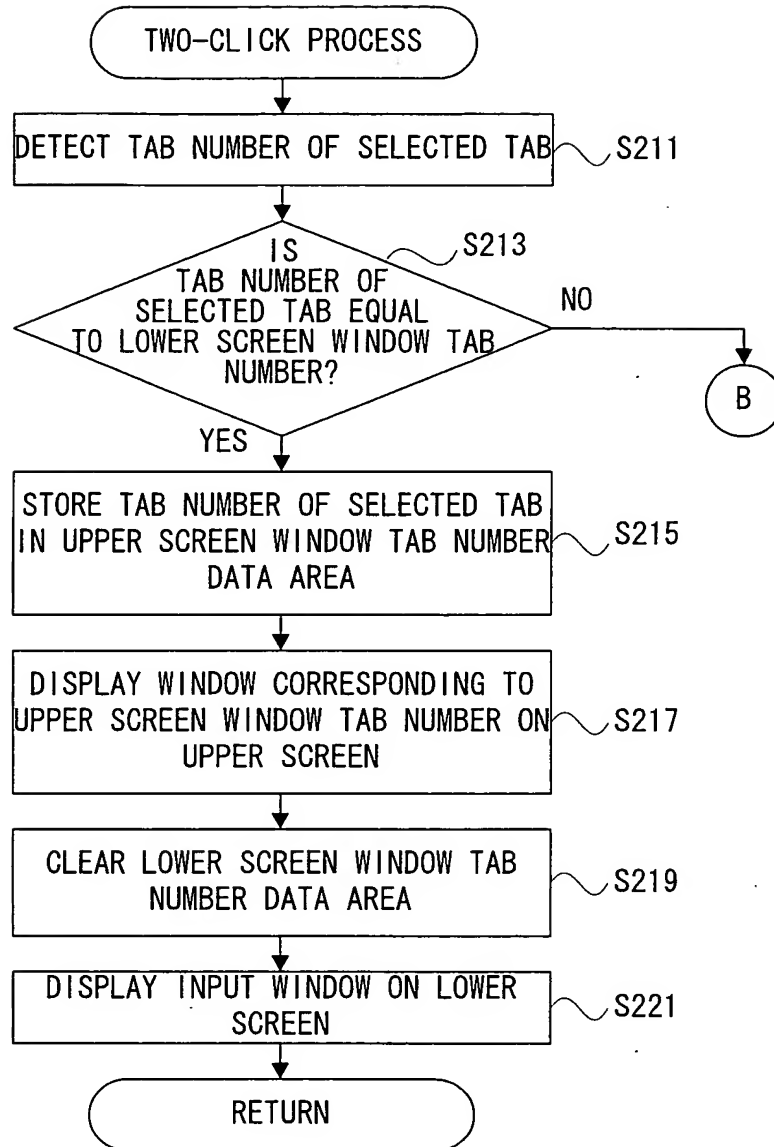 TWO-CLICK PROCESS
DETECT TAB NUMBER OF SELECTED TAB
S211
IS
S213
TAB NUMBER OF
SELECTED TAB EQUAL
TO LOWER SCREEN WINDOW TAB
NUMBER?
NO
B
YES
STORE TAB NUMBER OF SELECTED TAB
IN UPPER SCREEN WINDOW TAB NUMBER
DATA AREA
S215
DISPLAY WINDOW CORRESPONDING TO
UPPER SCREEN WINDOW TAB NUMBER ON
UPPER SCREEN
S217
CLEAR LOWER SCREEN WINDOW TAB
NUMBER DATA AREA
S219
DISPLAY INPUT WINDOW ON LOWER
SCREEN
S221
RETURN